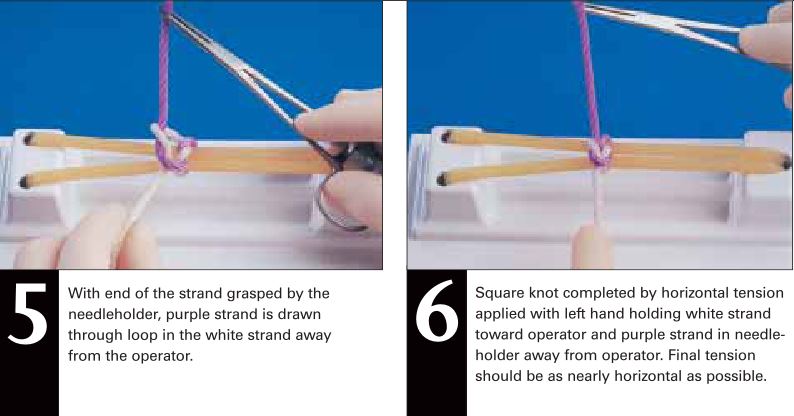 5
With end of the strand grasped by the
needleholder, purple strand is drawn
through loop in the white strand away
from the operator.
6
Square knot completed by horizontal tension
applied with left hand holding white strand
toward operator and purple strand in needle-
holder away from operator. Final tension
should be as nearly horizontal as possible.